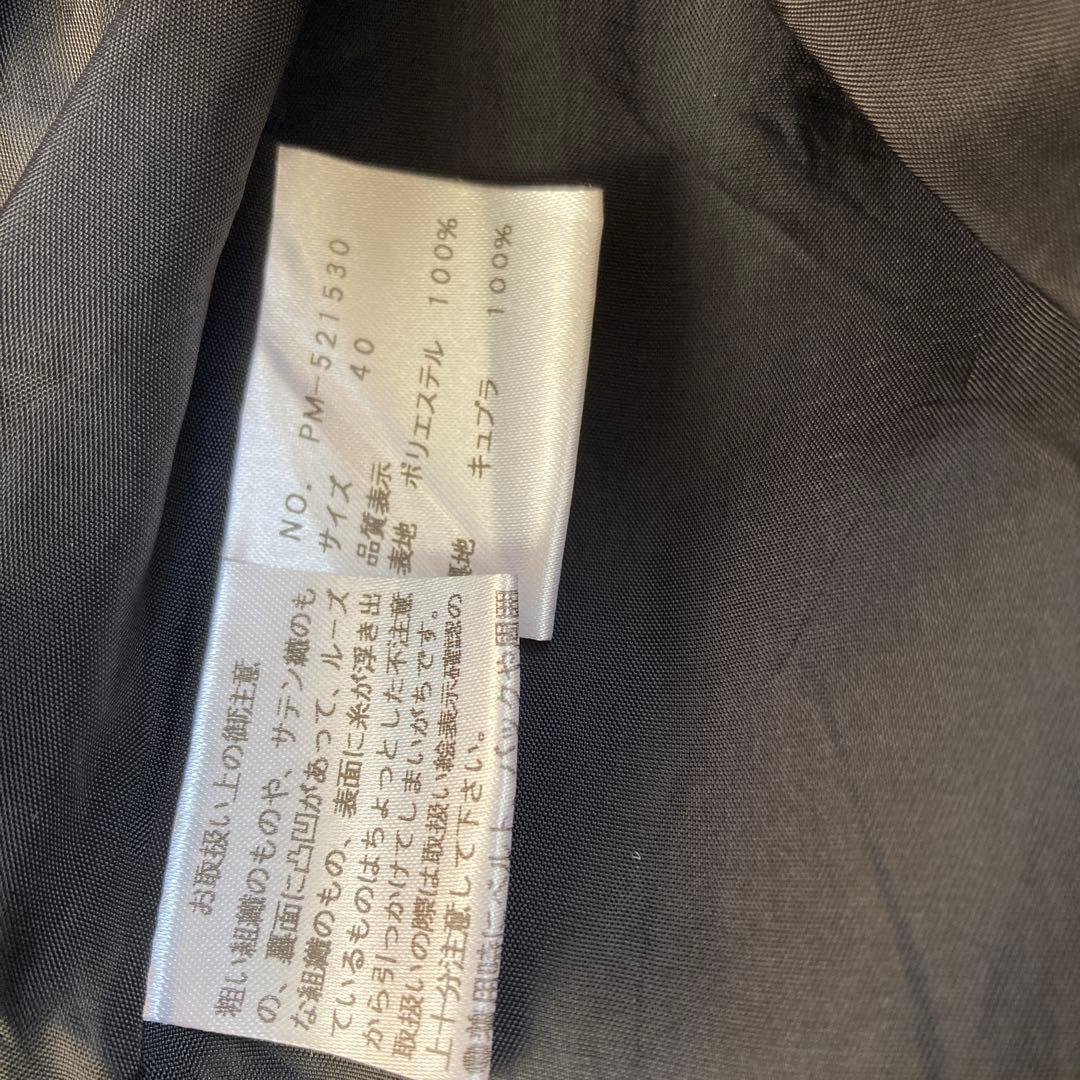 NO. PM-521530
サイズ 40
品質表示
表地 ポリエステル 100%
キュプラ 100%
お取扱い上の御注意
粗い組織のものや、サテン織のも
の、裏面に凸凹があって、ルーズ
な組織のもの、表面に糸が浮き出
ているものはちょっとした不注意
から引っかけてしまいがちです。
取扱いの際は取扱い絵表示確認の
上十分注意して下さい。